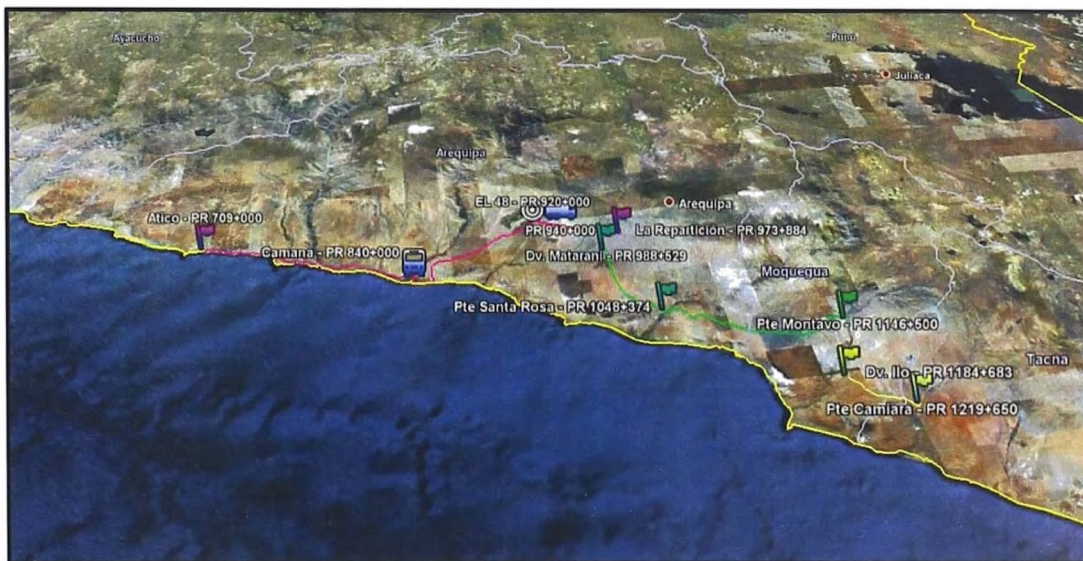 Ayacucho
Puno
Juliaca
Arequipa
EL 48 - PR 920+000
Arequipa
Atico - PR 709+000
PR 940+000
La Repartición - PR 973+884
Camana - PR 840+000
Dv. Matarani - PR 988+629
Moquegua
Pte Santa Rosa - PR 1048+374
Pte Montavo - PR 1146+500
Tacna
Dv. Ilo - PR 1184+683
Pte Camiara - PR 1219+650